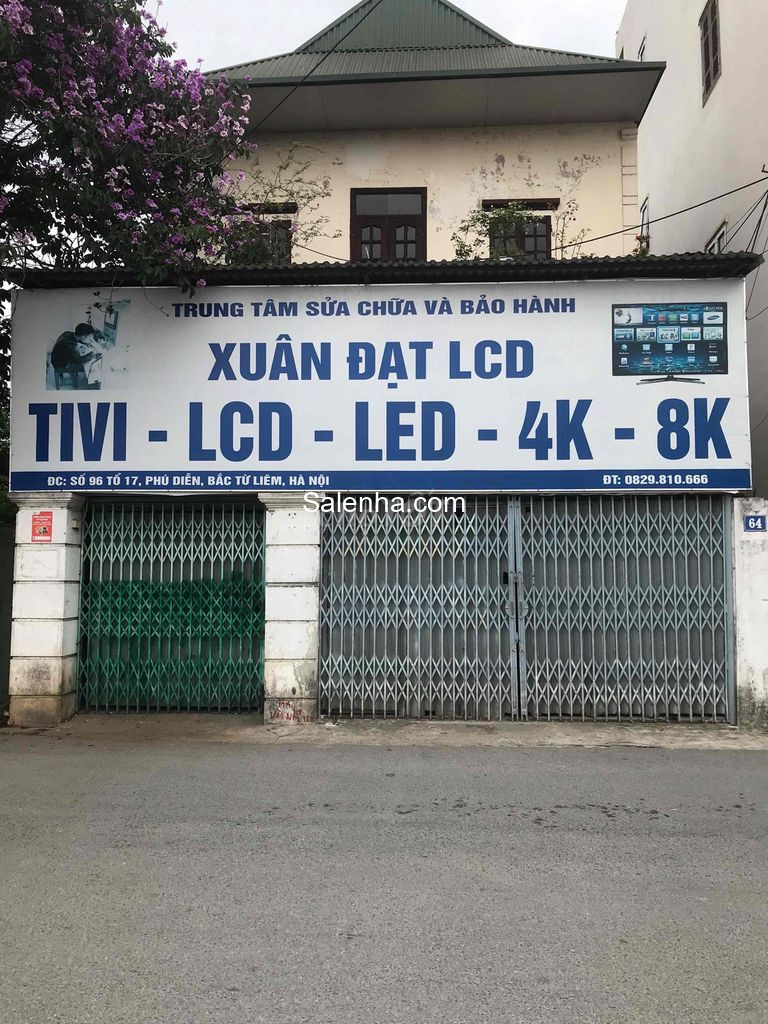 TRUNG TÂM SỬA CHỮA VÀ BẢO HÀNH
XUÂN ĐẠT LCD
TIVI - LCD - LED - 4K - 8K
ĐC: SỐ 96 TỔ 17, PHÚ DIỄN, BẮC TỪ LIÊM, HÀ NỘI
ĐT: 0829.810.666
Salenha.com
64